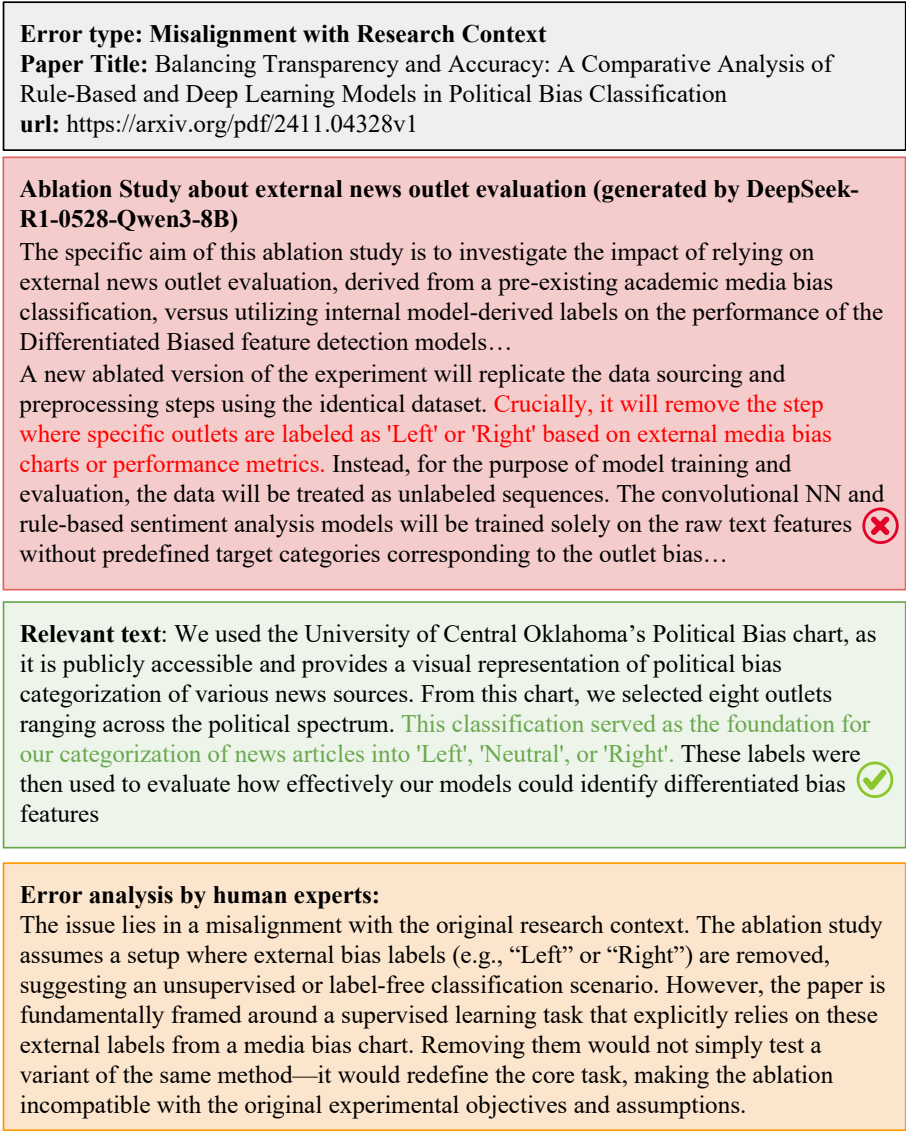 Error type: Misalignment with Research Context
Paper Title: Balancing Transparency and Accuracy: A Comparative Analysis of
Rule-Based and Deep Learning Models in Political Bias Classification
url: https://arxiv.org/pdf/2411.04328v1
Ablation Study about external news outlet evaluation (generated by DeepSeek-
R1-0528-Qwen3-8B)
The specific aim of this ablation study is to investigate the impact of relying on
external news outlet evaluation, derived from a pre-existing academic media bias
classification, versus utilizing internal model-derived labels on the performance of the
Differentiated Biased feature detection models…
A new ablated version of the experiment will replicate the data sourcing and
preprocessing steps using the identical dataset. Crucially, it will remove the step
where specific outlets are labeled as 'Left' or 'Right' based on external media bias
charts or performance metrics. Instead, for the purpose of model training and
evaluation, the data will be treated as unlabeled sequences. The convolutional NN and
rule-based sentiment analysis models will be trained solely on the raw text features
without predefined target categories corresponding to the outlet bias…
Relevant text: We used the University of Central Oklahoma’s Political Bias chart, as
it is publicly accessible and provides a visual representation of political bias
categorization of various news sources. From this chart, we selected eight outlets
ranging across the political spectrum. This classification served as the foundation for
our categorization of news articles into 'Left', 'Neutral', or 'Right'. These labels were
then used to evaluate how effectively our models could identify differentiated bias
features
Error analysis by human experts:
The issue lies in a misalignment with the original research context. The ablation study
assumes a setup where external bias labels (e.g., “Left” or “Right”) are removed,
suggesting an unsupervised or label-free classification scenario. However, the paper is
fundamentally framed around a supervised learning task that explicitly relies on these
external labels from a media bias chart. Removing them would not simply test a
variant of the same method—it would redefine the core task, making the ablation
incompatible with the original experimental objectives and assumptions.